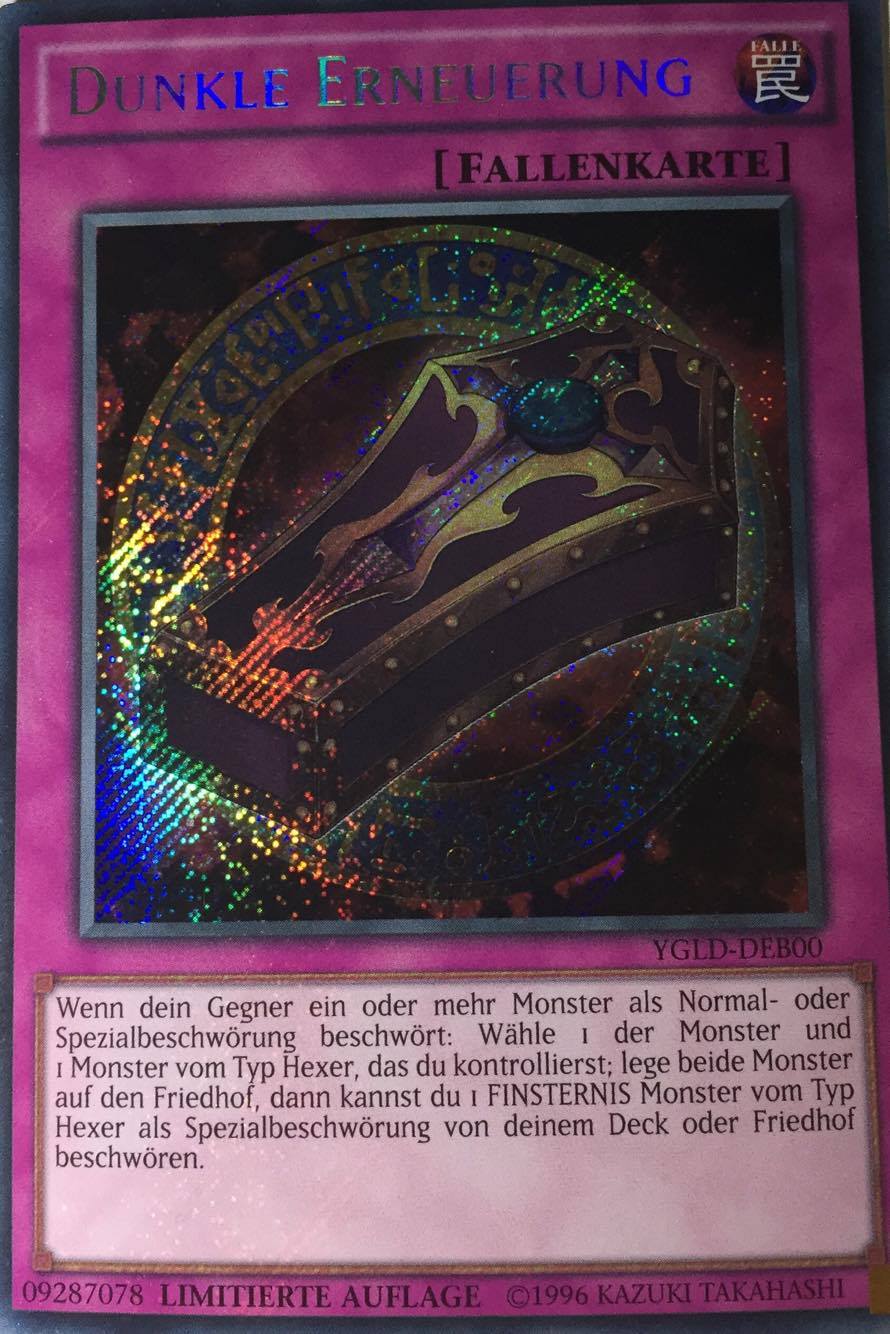 DUNKLE ERNEUERUNG
FALLE
罠
[FALLENKARTE]
YGLD-DEB00
Wenn dein Gegner ein oder mehr Monster als Normal- oder
Spezialbeschwörung beschwört: Wähle 1 der Monster und
1 Monster vom Typ Hexer, das du kontrollierst; lege beide Monster
auf den Friedhof, dann kannst du 1 FINSTERNIS Monster vom Typ
Hexer als Spezialbeschwörung von deinem Deck oder Friedhof
beschwören.
09287078 LIMITIERTE AUFLAGE ©1996 KAZUKI TAKAHASHI